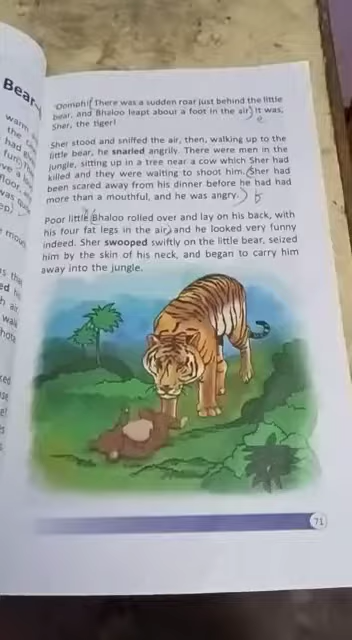 Bear
'Oomph!' There was a sudden roar just behind the little
bear, and Bhaloo leapt about a foot in the air. It was,
Sher, the tiger!
Sher stood and sniffed the air, then, walking up to the
little bear, he snarled angrily. There were men in the
jungle, sitting up in a tree near a cow which Sher had
killed and they were waiting to shoot him. Sher had
been scared away from his dinner before he had had
more than a mouthful, and he was angry.
Poor little Bhaloo rolled over and lay on his back, with
his four fat legs in the air, and he looked very funny
indeed. Sher swooped swiftly on the little bear, seized
him by the skin of his neck, and began to carry him
away into the jungle.
71